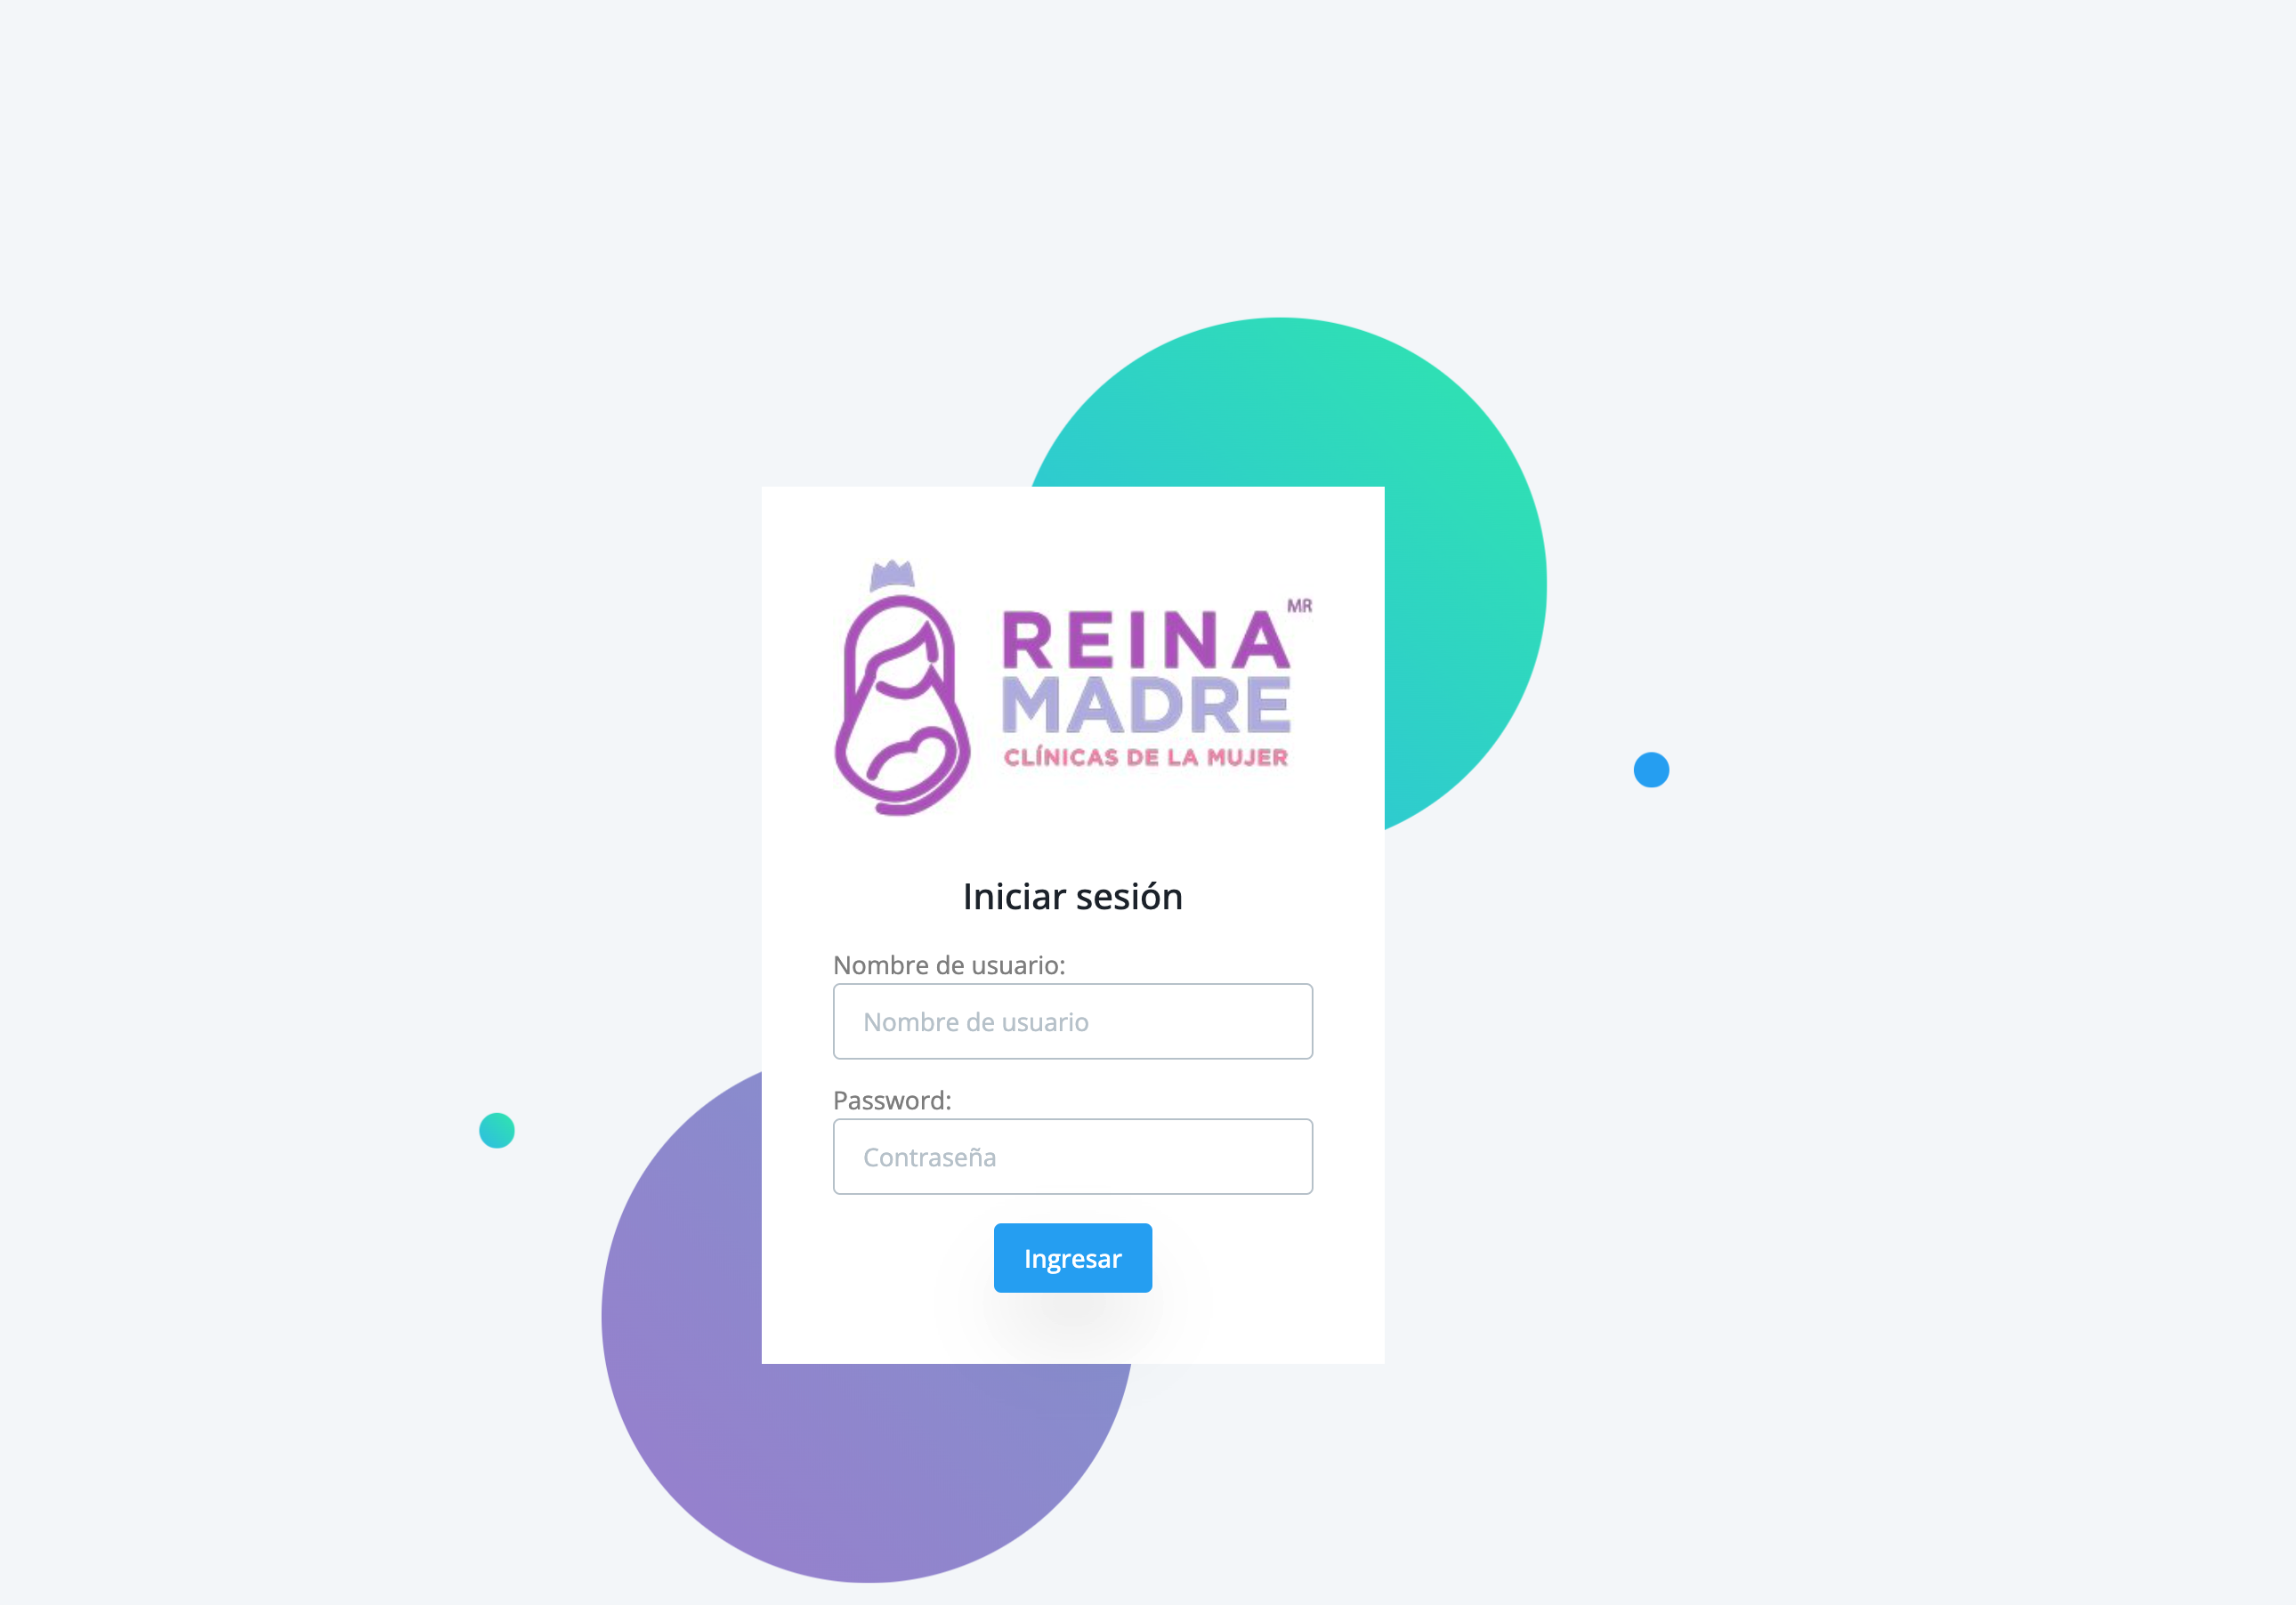 REINA MR
MADRE
CLÍNICAS DE LA MUJER
Iniciar sesión
Nombre de usuario:
Nombre de usuario
Password:
Contraseña
Ingresar